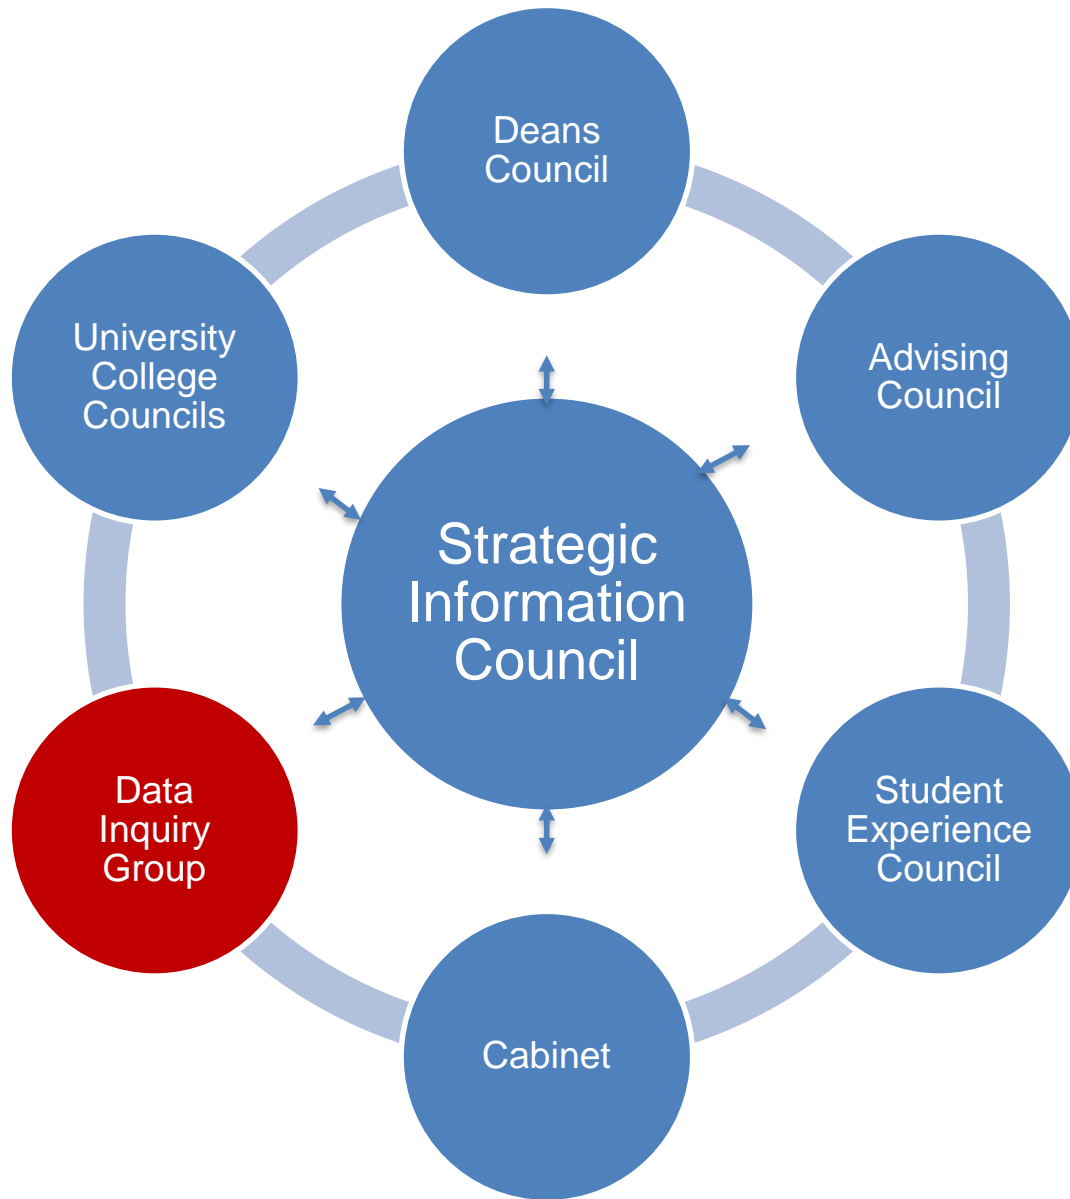 Deans
Council
University
College
Councils
Advising
Council
Strategic
Information
Council
Data
Inquiry
Group
Student
Experience
Council
Cabinet